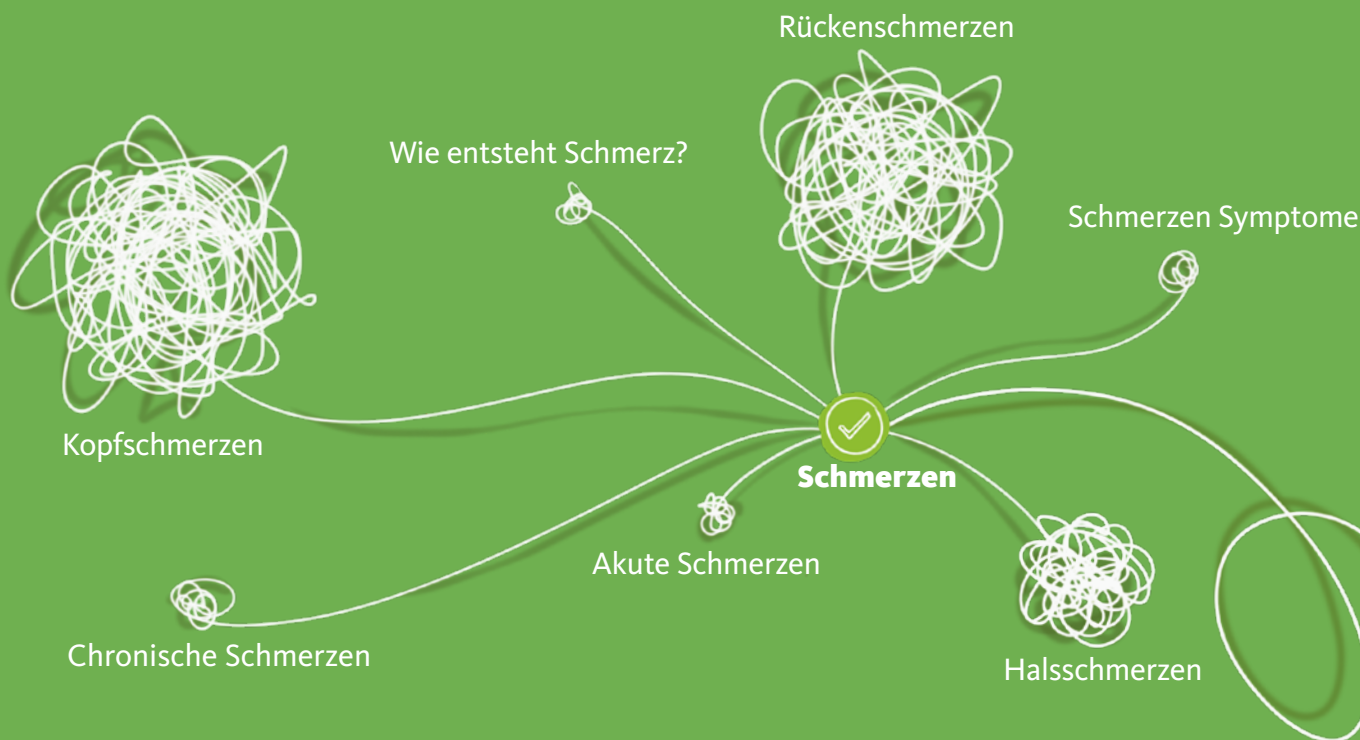 Rückenschmerzen
Wie entsteht Schmerz?
Schmerzen Symptome
Kopfschmerzen
Schmerzen
Akute Schmerzen
Chronische Schmerzen
Halsschmerzen